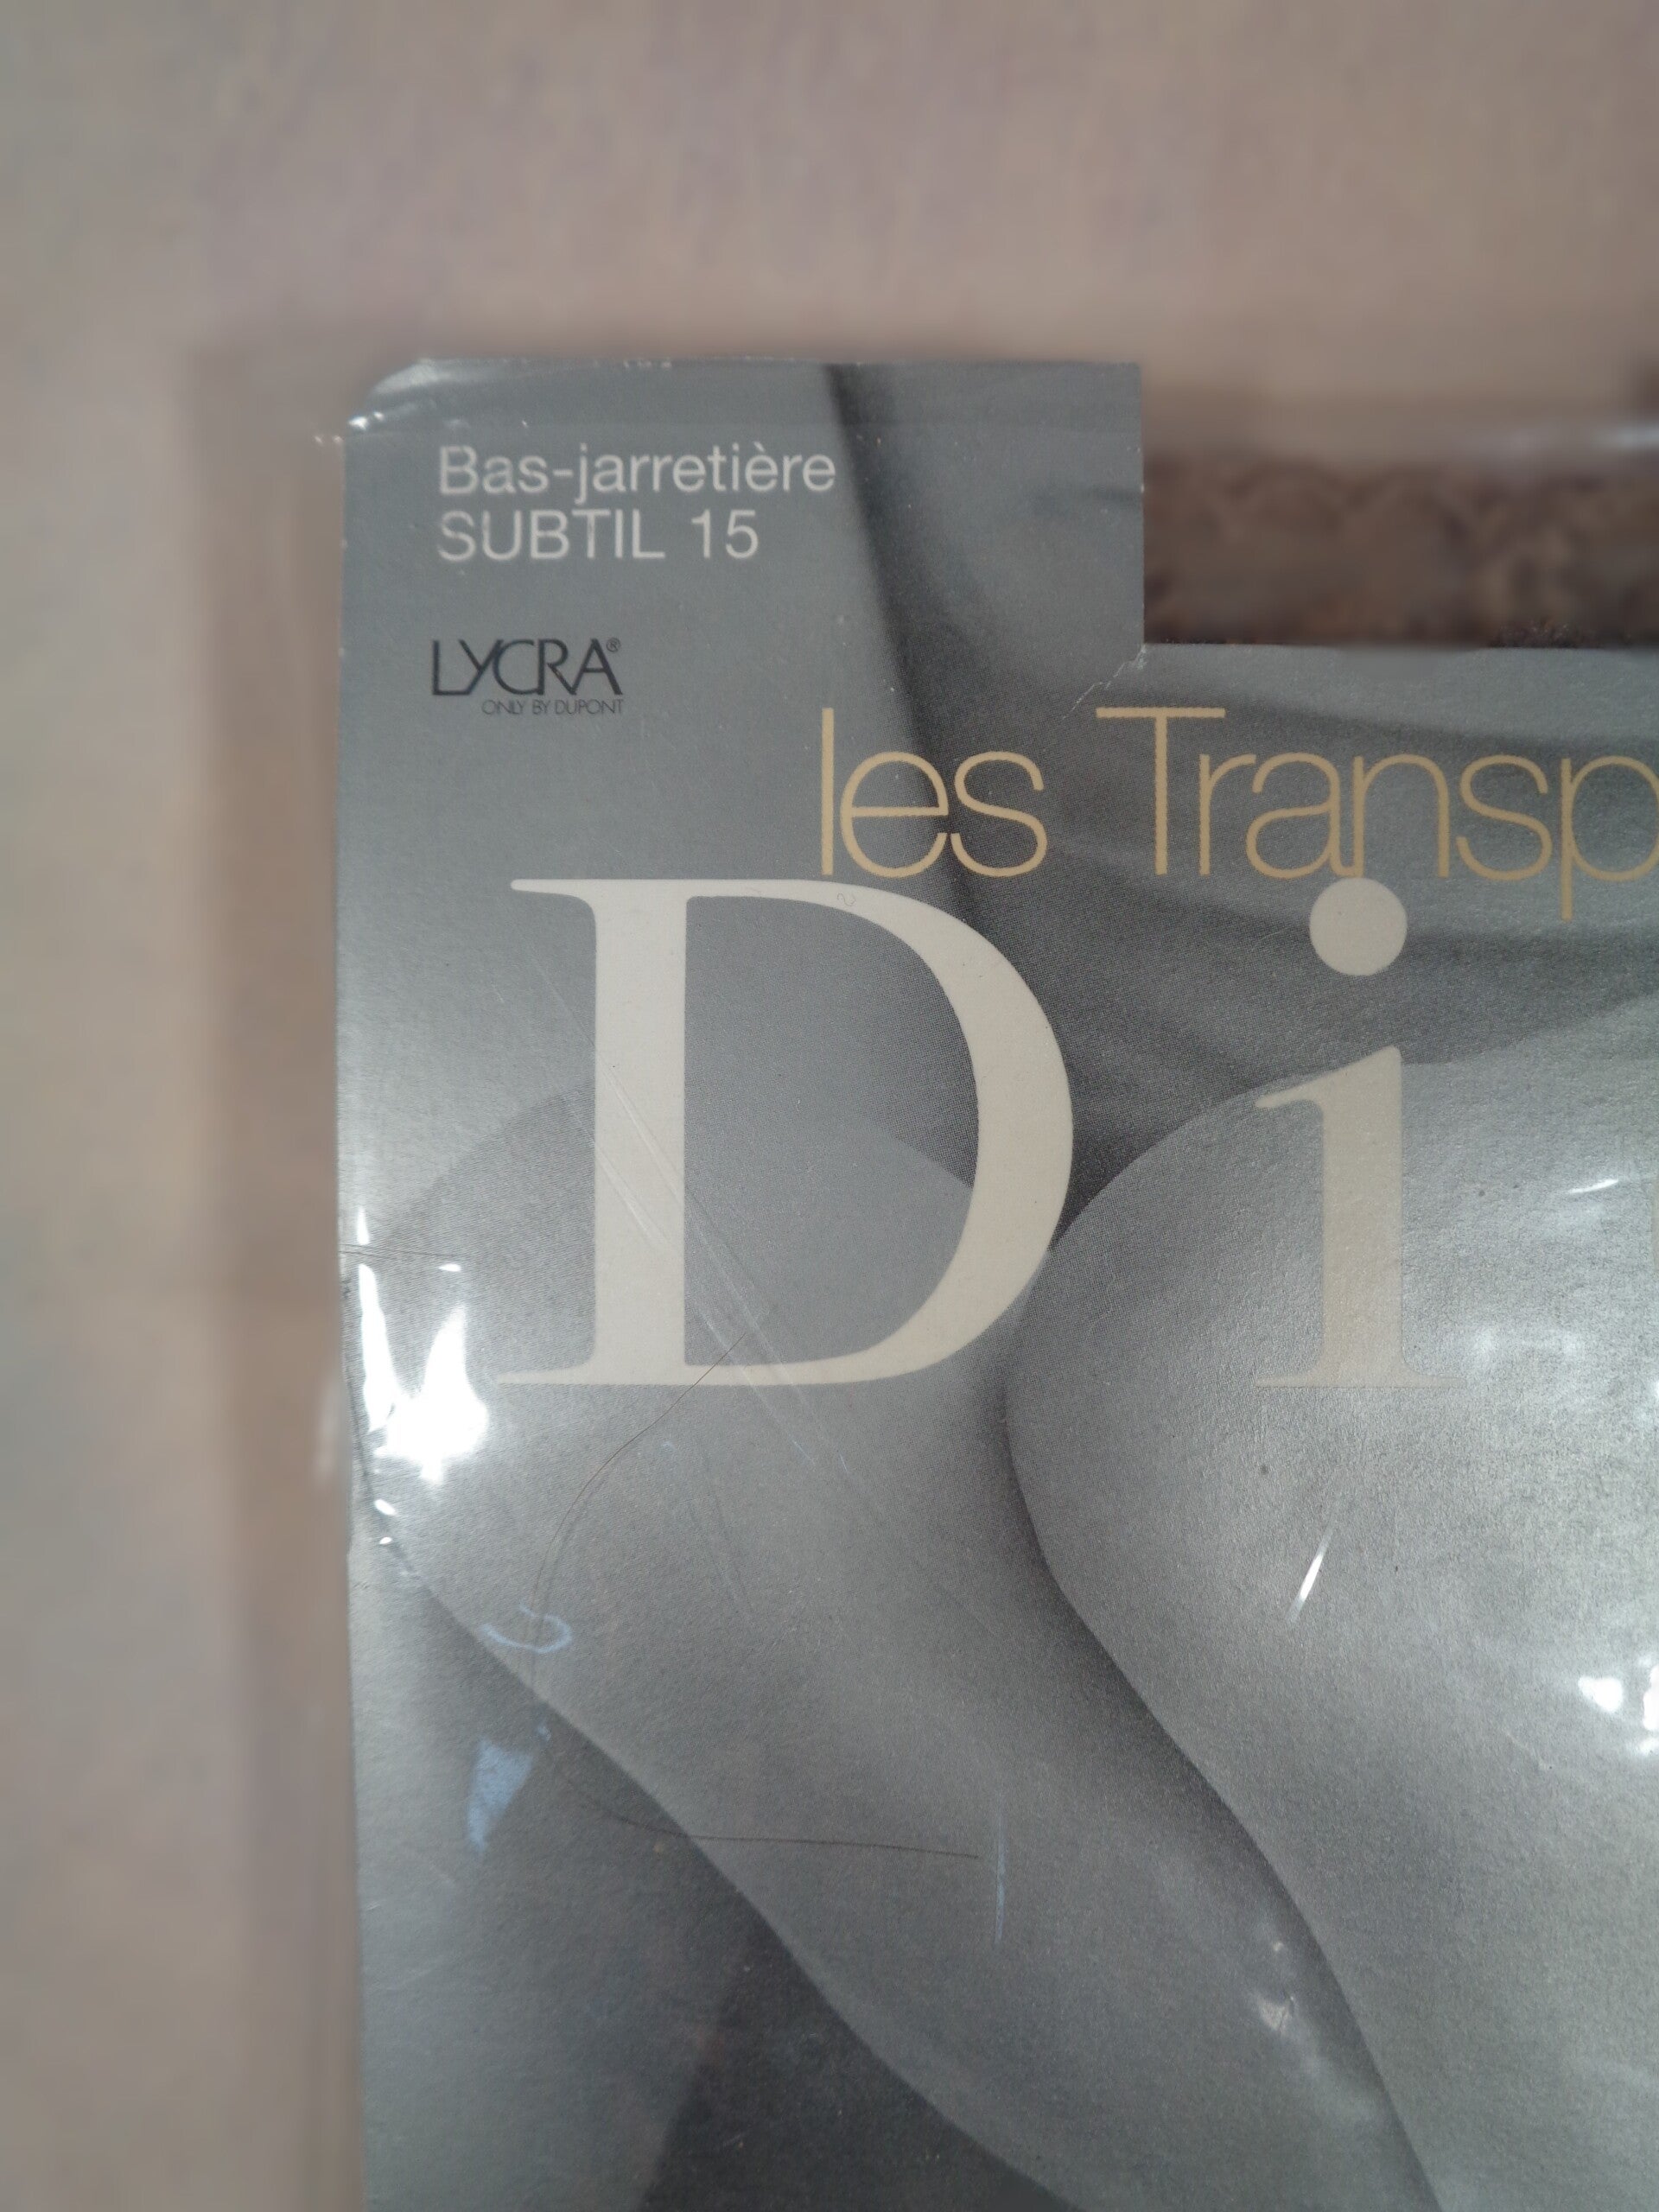 Bas-jarretière
SUBTIL 15
LYCRA®
ONLY BY DUPONT
les Transp
Di